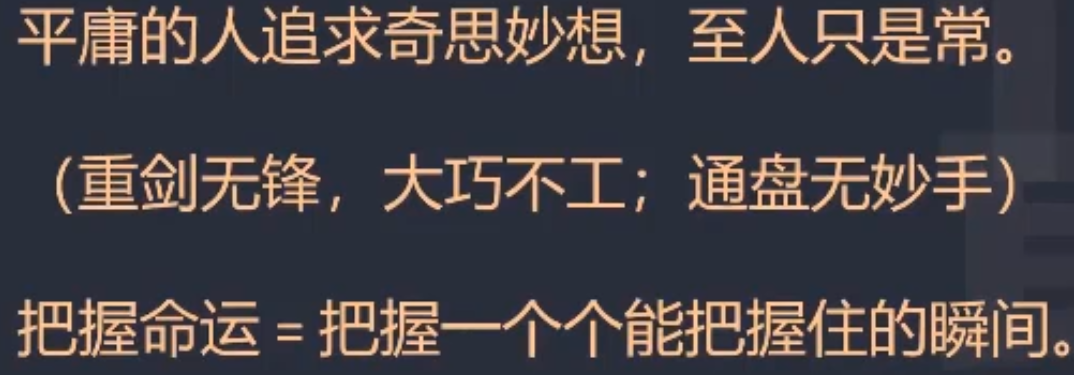 平庸的人追求奇思妙想，至人只是常。
（重剑无锋，大巧不工；通盘无妙手）
把握命运 = 把握一个个能把握住的瞬间。